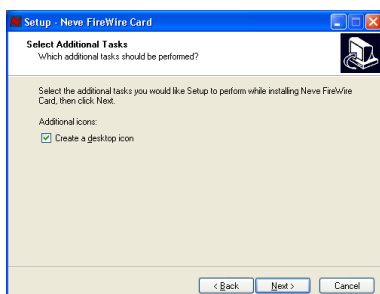 Setup - Neve FireWire Card
Select Additional Tasks
Which additional tasks should be performed?
Select the additional tasks you would like Setup to perform while installing Neve FireWire
Card, then click Next.
Additional icons:
Create a desktop icon
< Back Next > Cancel